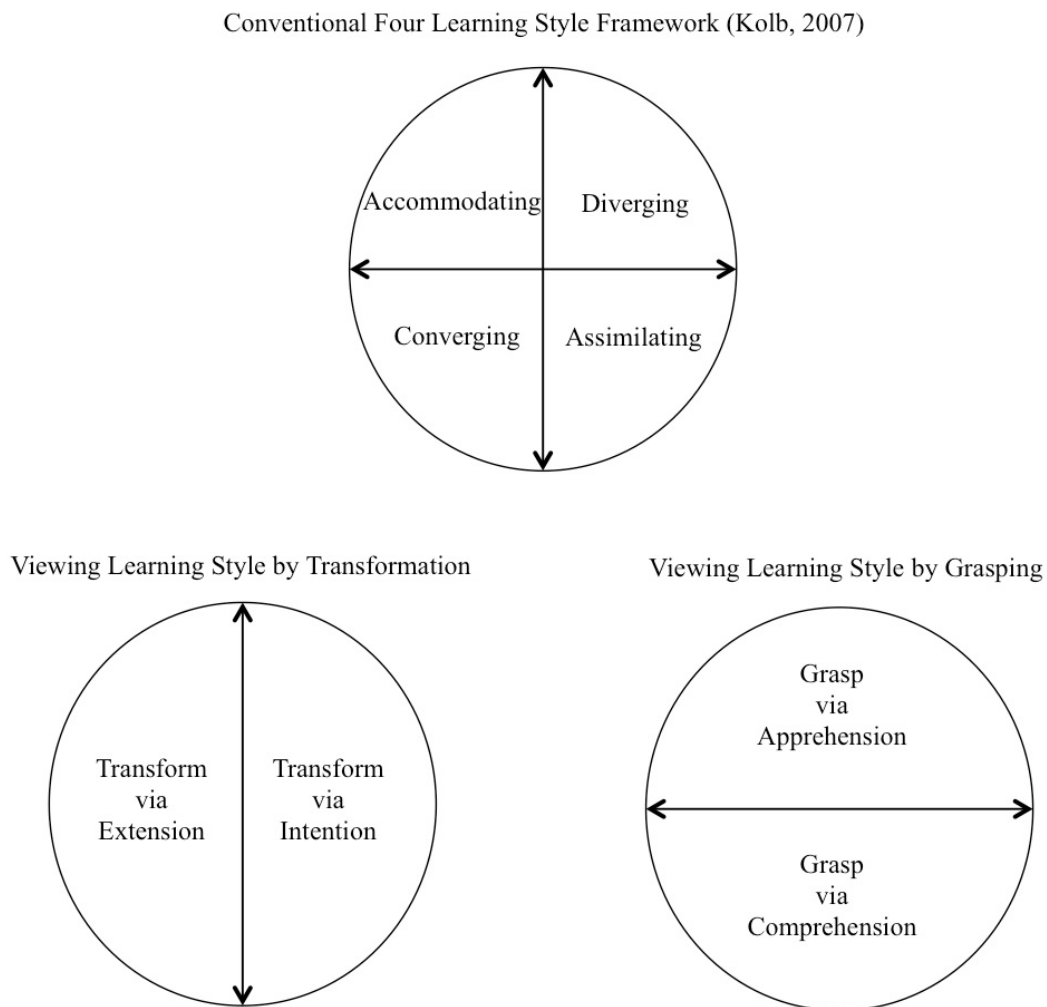 Conventional Four Learning Style Framework (Kolb, 2007)
Accommodating
Diverging
Converging
Assimilating
Viewing Learning Style by Transformation
Transform
via
Extension
Transform
via
Intention
Viewing Learning Style by Grasping
Grasp
via
Apprehension
Grasp
via
Comprehension